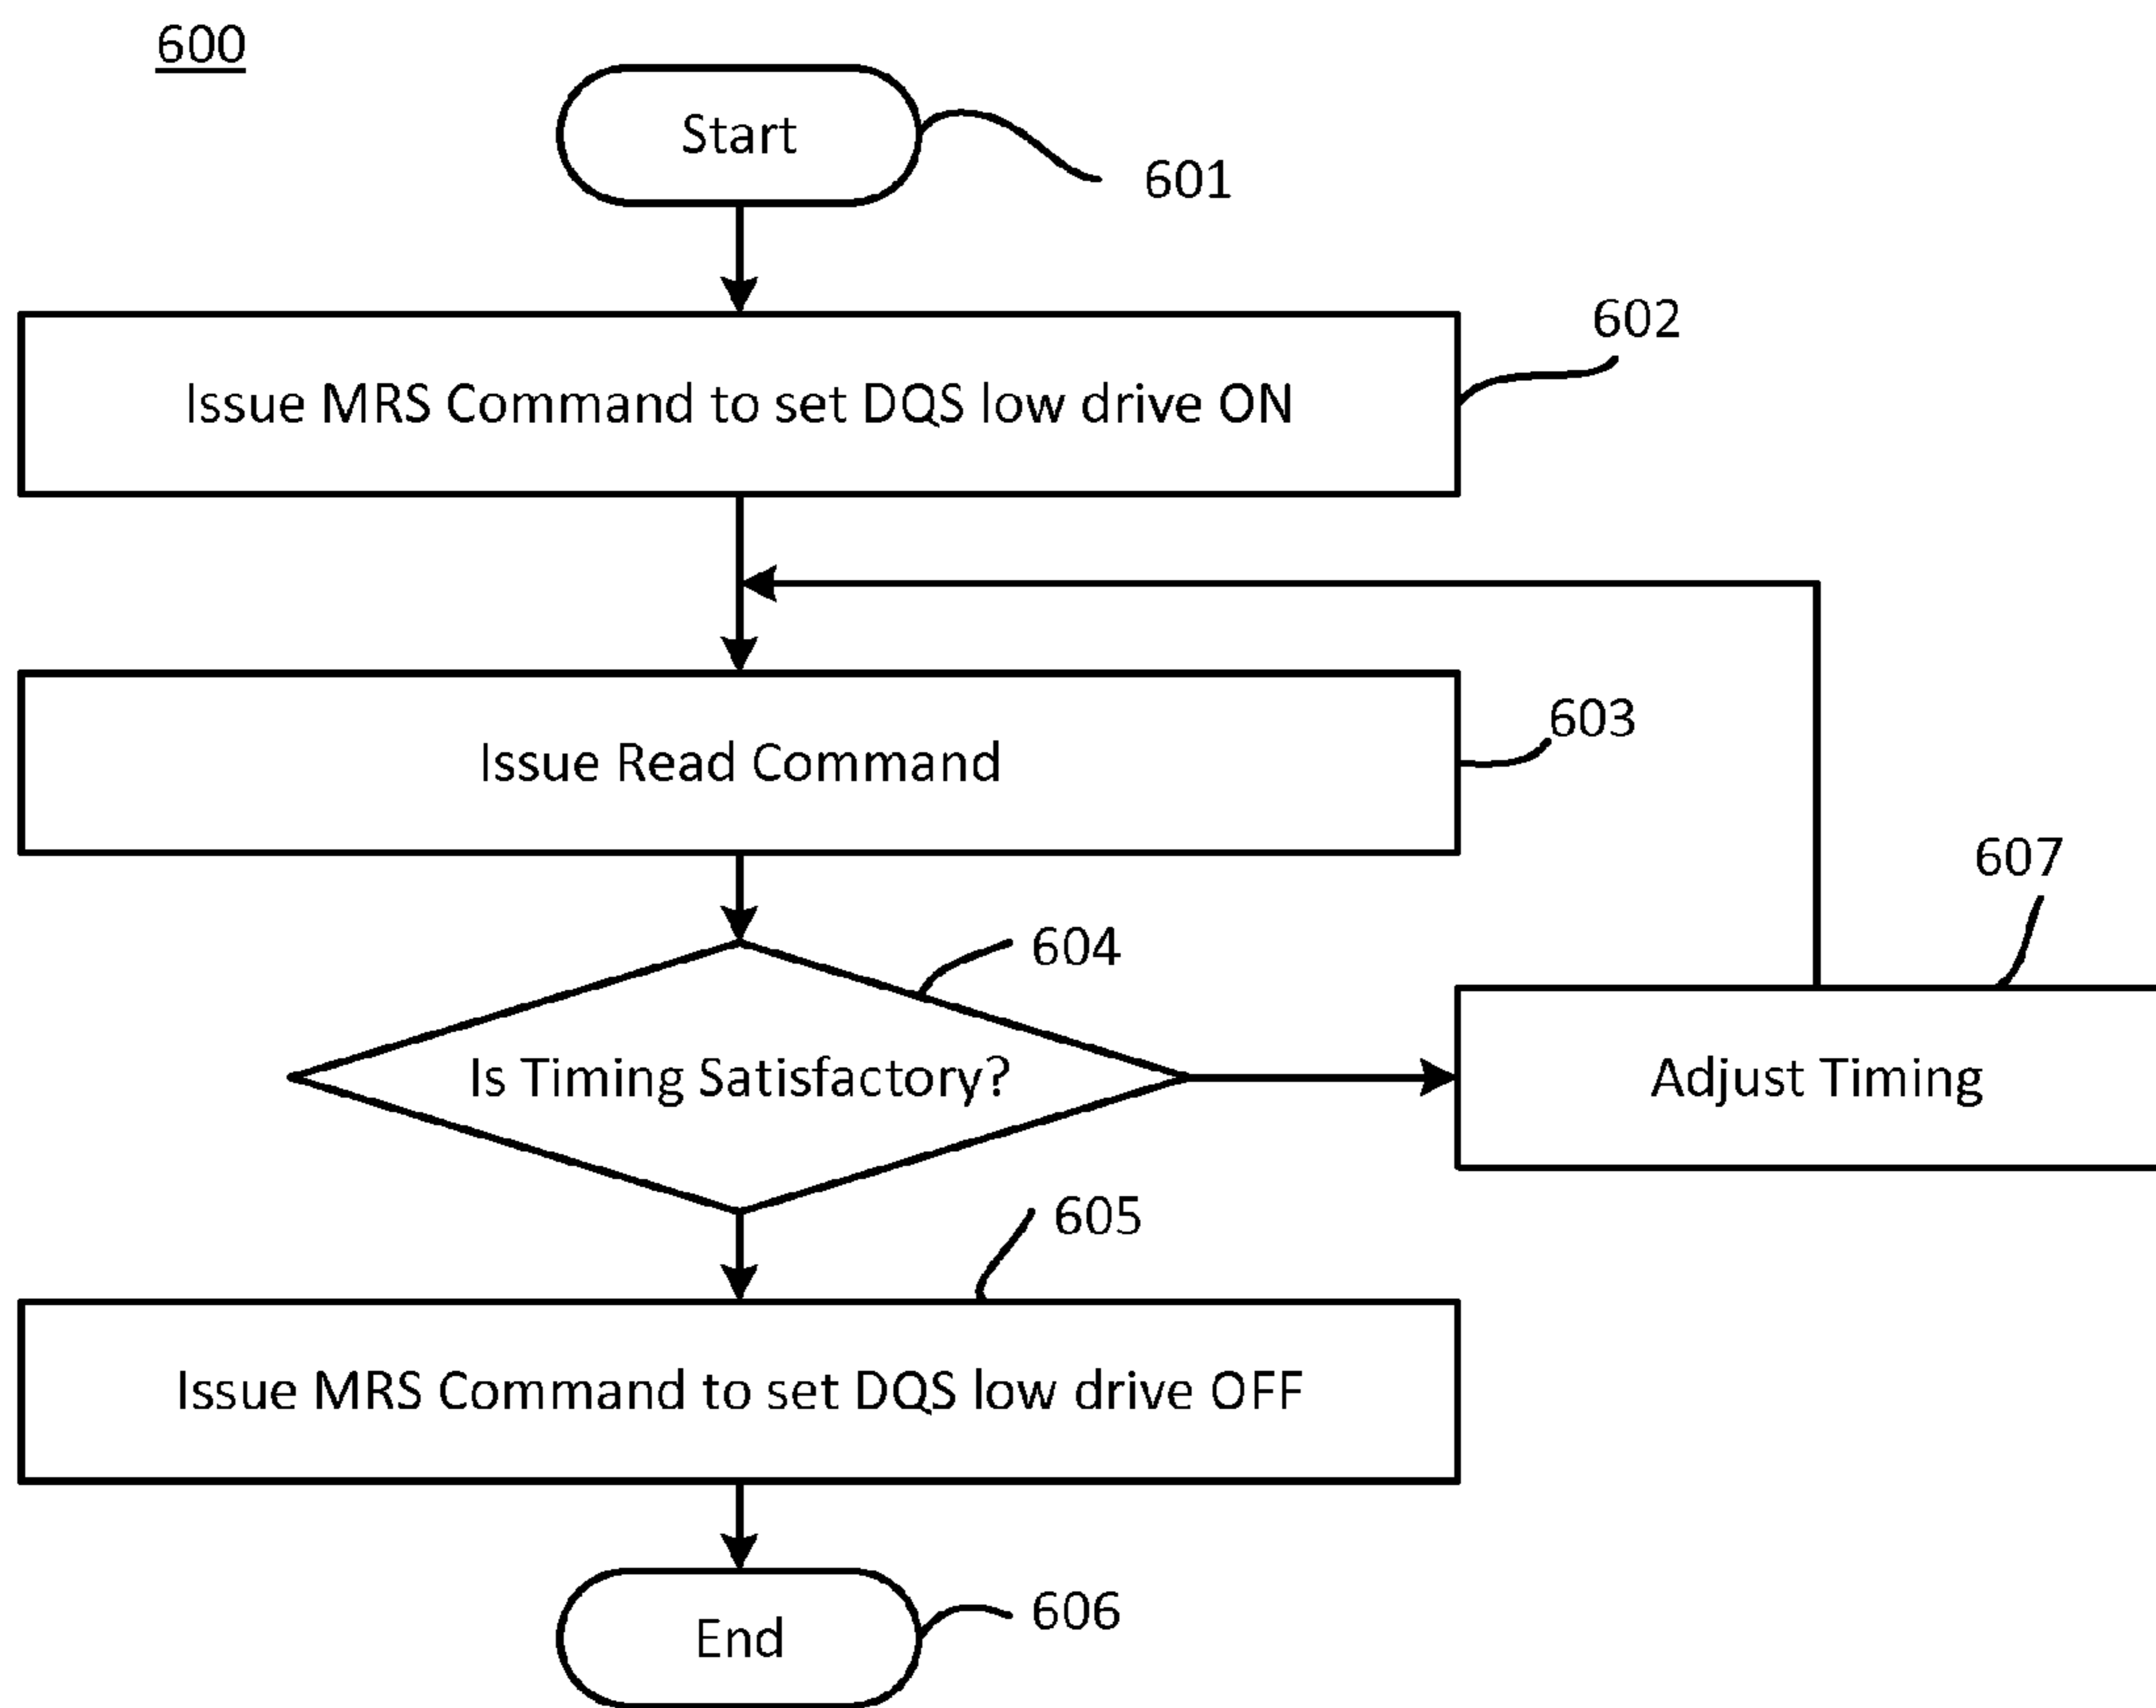 600
Start
601
602
Issue MRS Command to set DQS low drive ON
603
Issue Read Command
607
604
Is Timing Satisfactory?
Adjust Timing
605
Issue MRS Command to set DQS low drive OFF
End
606